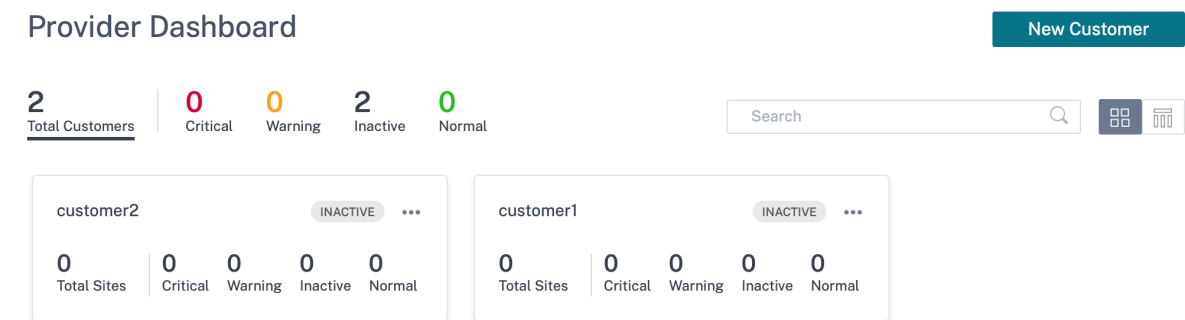 Provider Dashboard
New Customer
2 0 0 2 0
Total Customers Critical Warning Inactive Normal
Search
customer2 INACTIVE
0 0 0 0 0
Total Sites Critical Warning Inactive Normal
customer1 INACTIVE
0 0 0 0 0
Total Sites Critical Warning Inactive Normal